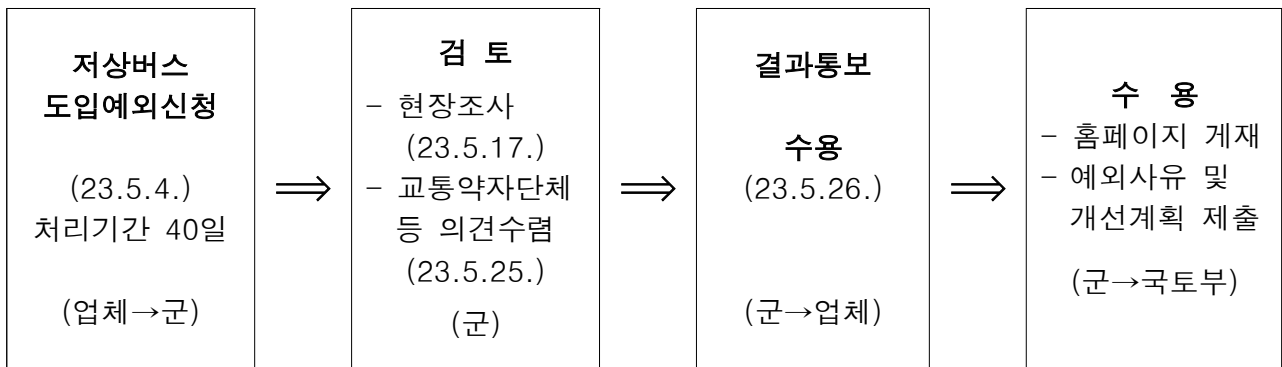 저상버스
도입예외신청
(23.5.4.)
처리기간 40일
(업체→군)
⇒
검 토
- 현장조사
(23.5.17.)
- 교통약자단체
등 의견수렴
(23.5.25.)
(군)
⇒
결과통보
수용
(23.5.26.)
(군→업체)
⇒
수 용
- 홈페이지 게재
- 예외사유 및
개선계획 제출
(군→국토부)